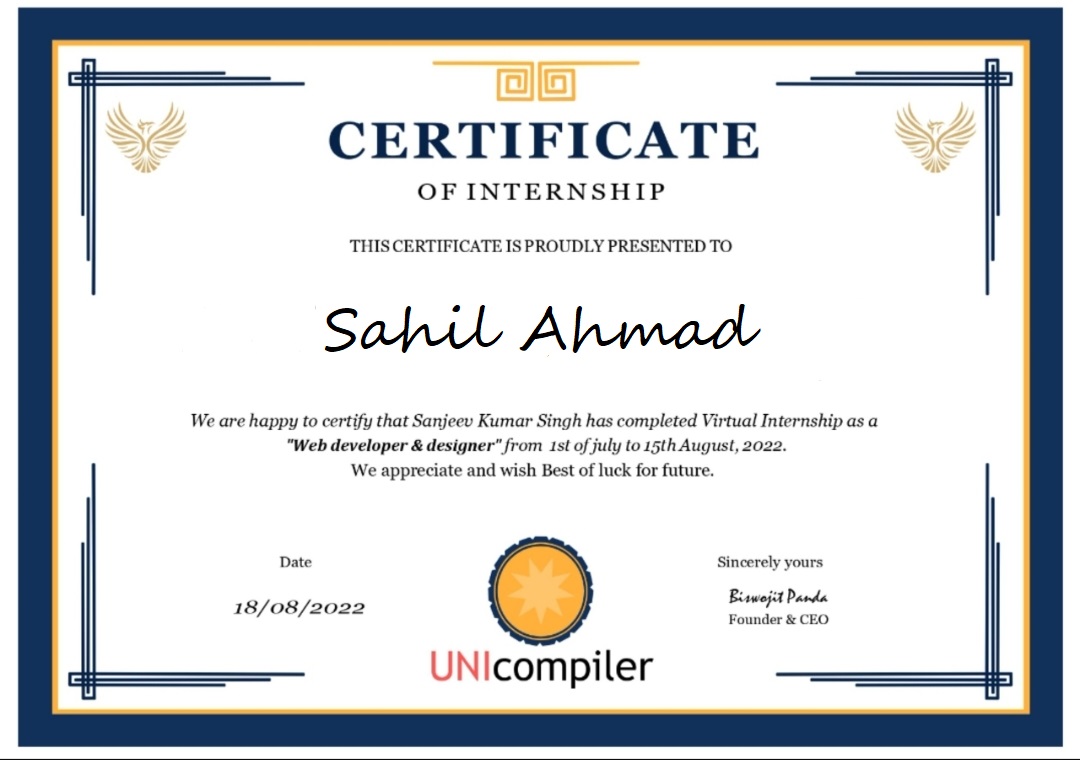 CERTIFICATE
OF INTERNSHIP
THIS CERTIFICATE IS PROUDLY PRESENTED TO
Sahil Ahmad
We are happy to certify that Sanjeev Kumar Singh has completed Virtual Internship as a
"Web developer & designer" from 1st of july to 15th August, 2022.
We appreciate and wish Best of luck for future.
Date
18/08/2022
Sincerely yours
Biswojit Panda
Founder & CEO
UNIcompiler